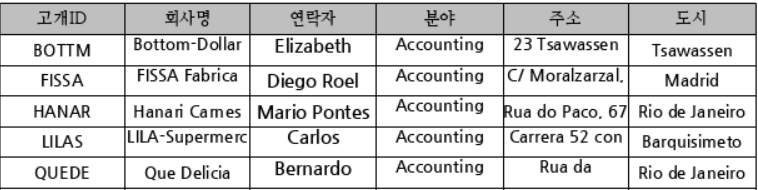 고개ID 회사명 연락자 분야 주소 도시
BOTTM Bottom-Dollar Elizabeth Accounting 23 Tsawassen Tsawassen
FISSA FISSA Fabrica Diego Roel Accounting C/ Moralzarzal, Madrid
HANAR Hanari Carnes Mario Pontes Accounting Rua do Paco, 67 Rio de Janeiro
LILAS LILA-Supermerc Carlos Accounting Carrera 52 con Barquisimeto
QUEDE Que Delicia Bernardo Accounting Rua da Rio de Janeiro